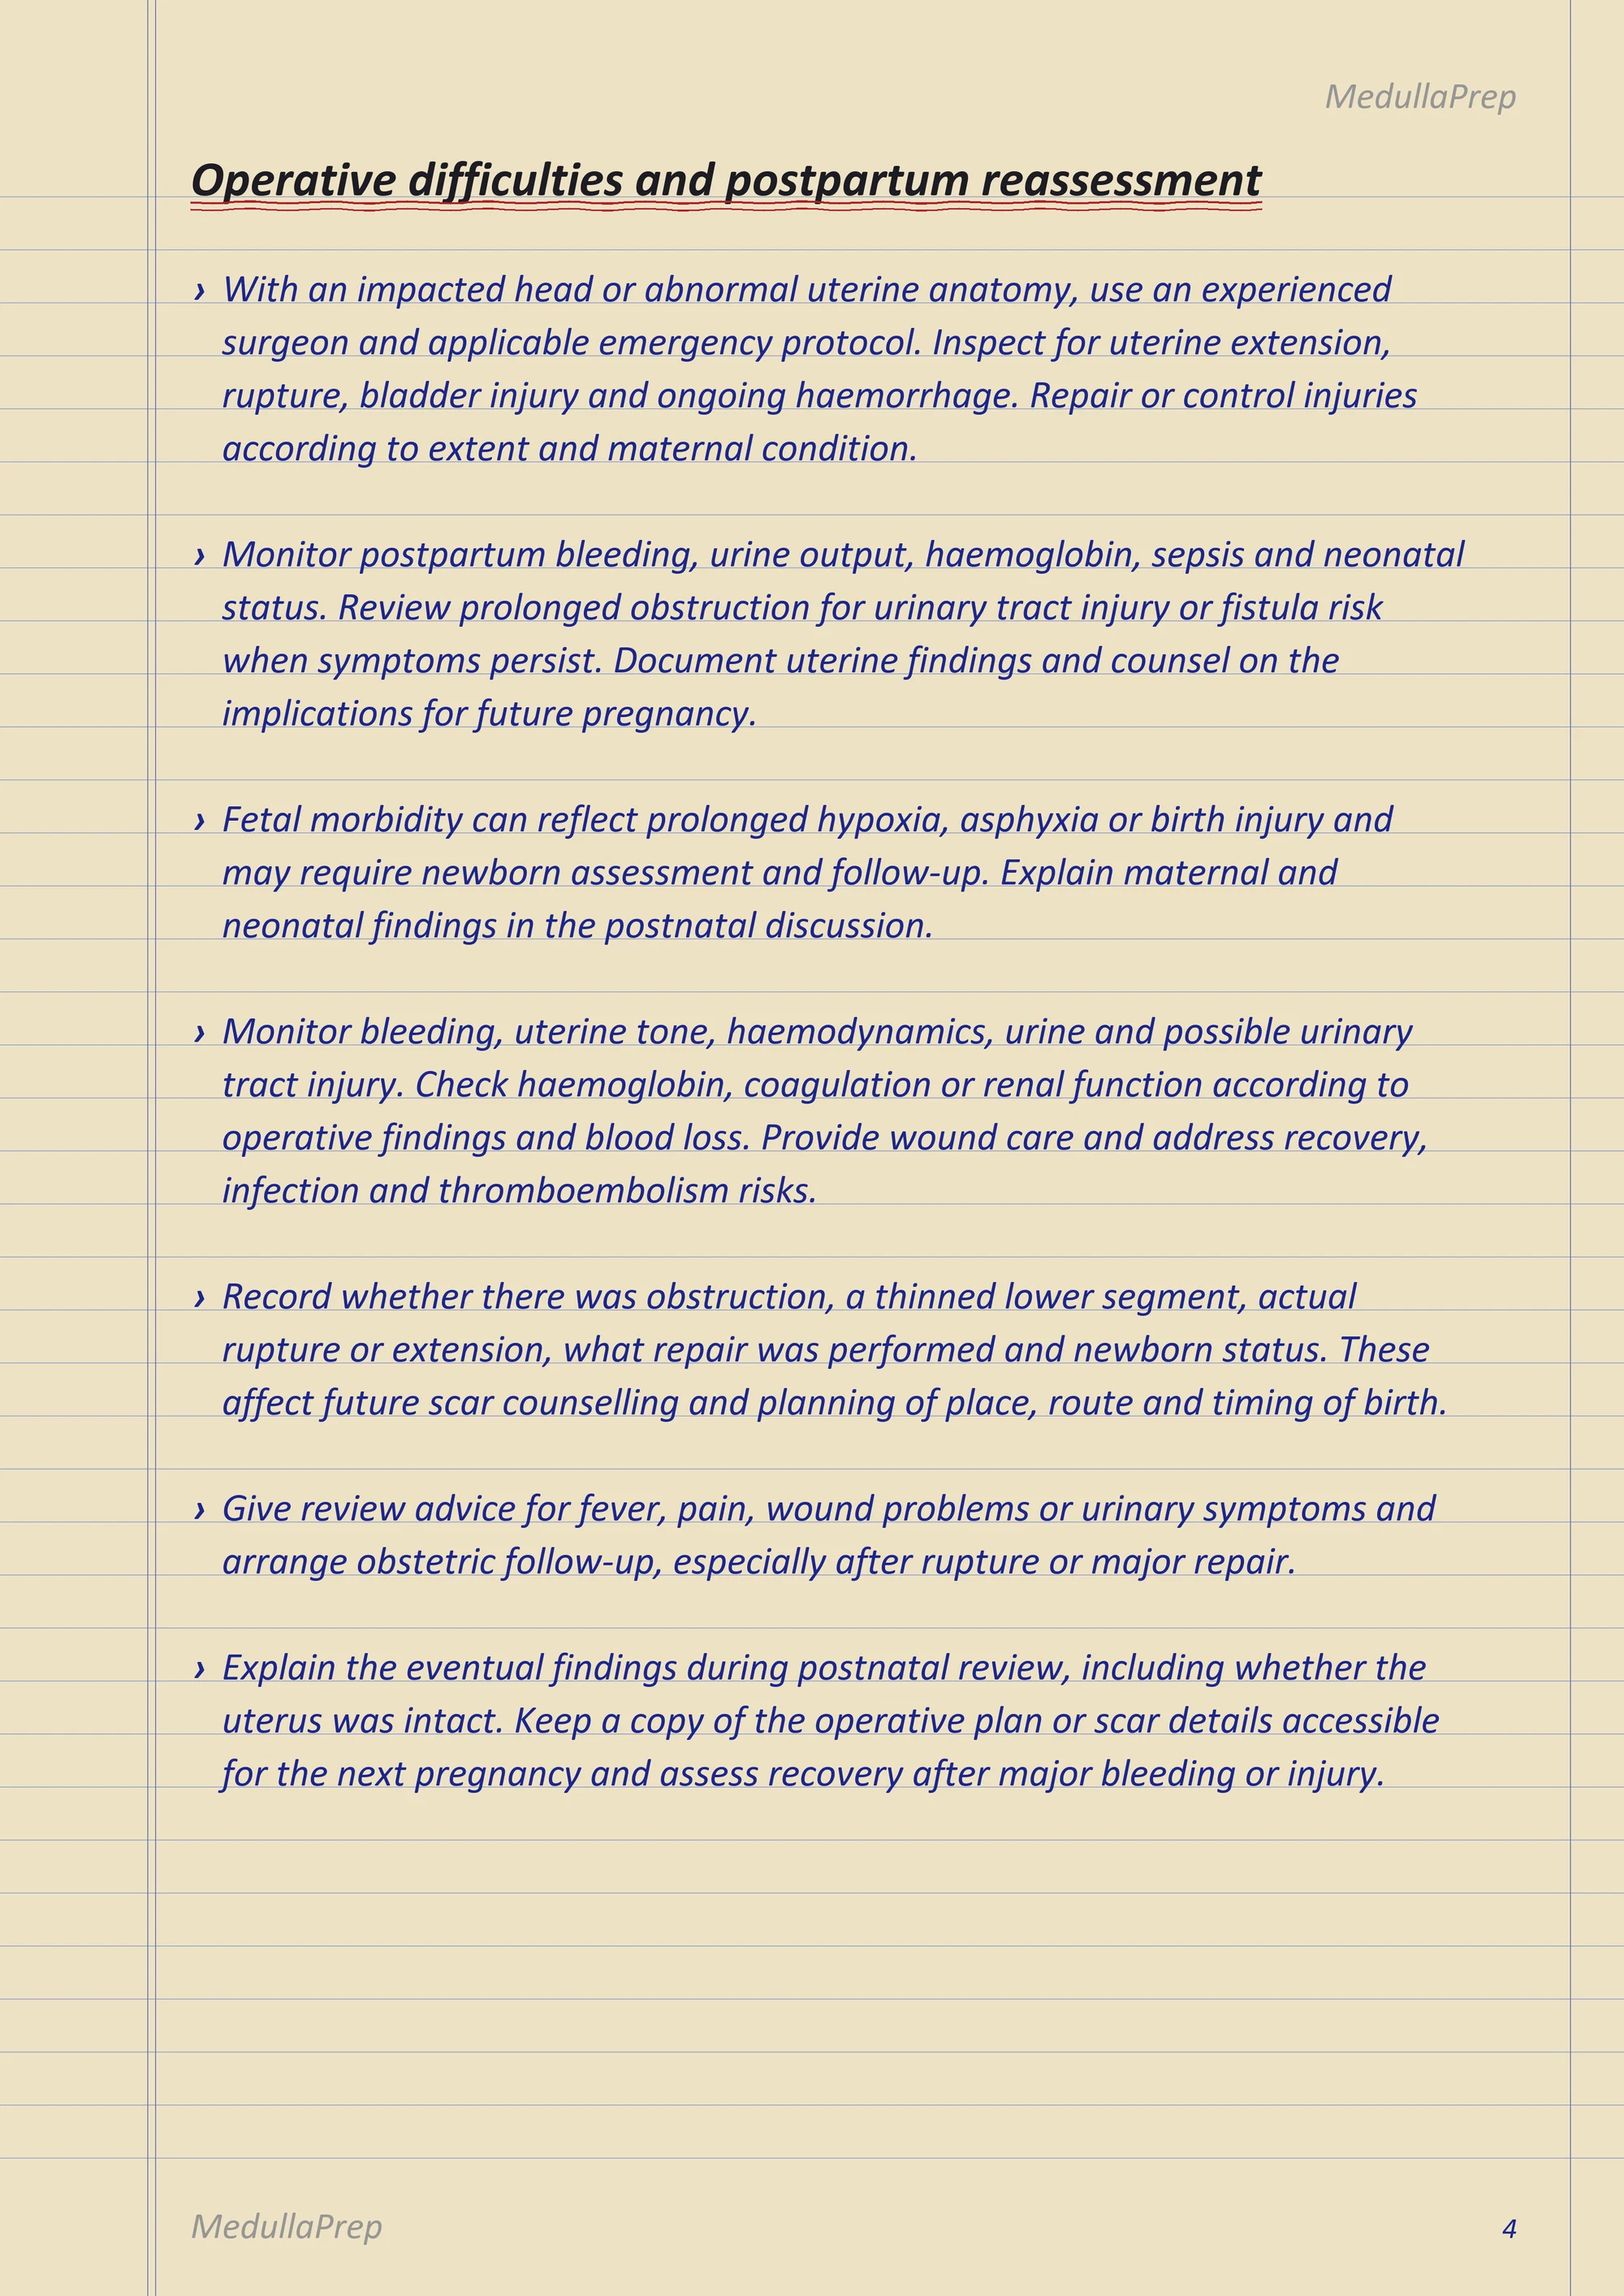 MedullaPrep
Operative difficulties and postpartum reassessment
› With an impacted head or abnormal uterine anatomy, use an experienced
surgeon and applicable emergency protocol. Inspect for uterine extension,
rupture, bladder injury and ongoing haemorrhage. Repair or control injuries
according to extent and maternal condition.
› Monitor postpartum bleeding, urine output, haemoglobin, sepsis and neonatal
status. Review prolonged obstruction for urinary tract injury or fistula risk
when symptoms persist. Document uterine findings and counsel on the
implications for future pregnancy.
› Fetal morbidity can reflect prolonged hypoxia, asphyxia or birth injury and
may require newborn assessment and follow-up. Explain maternal and
neonatal findings in the postnatal discussion.
› Monitor bleeding, uterine tone, haemodynamics, urine and possible urinary
tract injury. Check haemoglobin, coagulation or renal function according to
operative findings and blood loss. Provide wound care and address recovery,
infection and thromboembolism risks.
› Record whether there was obstruction, a thinned lower segment, actual
rupture or extension, what repair was performed and newborn status. These
affect future scar counselling and planning of place, route and timing of birth.
› Give review advice for fever, pain, wound problems or urinary symptoms and
arrange obstetric follow-up, especially after rupture or major repair.
› Explain the eventual findings during postnatal review, including whether the
uterus was intact. Keep a copy of the operative plan or scar details accessible
for the next pregnancy and assess recovery after major bleeding or injury.
MedullaPrep
4